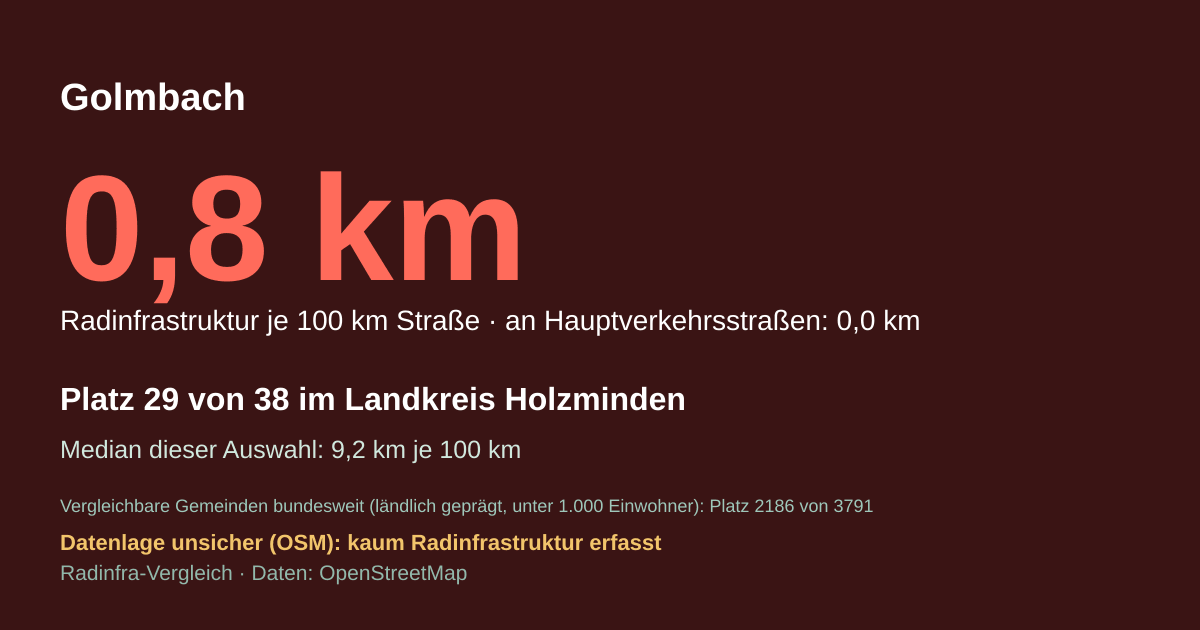 Golmbach
0,8 km
Radinfrastruktur je 100 km Straße · an Hauptverkehrsstraßen: 0,0 km
Platz 29 von 38 im Landkreis Holzminden
Median dieser Auswahl: 9,2 km je 100 km
Vergleichbare Gemeinden bundesweit (ländlich geprägt, unter 1.000 Einwohner): Platz 2186 von 3791
Datenlage unsicher (OSM): kaum Radinfrastruktur erfasst
Radinfra-Vergleich · Daten: OpenStreetMap